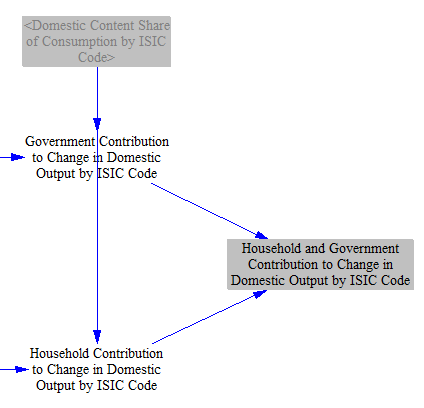 <Domestic Content Share
of Consumption by ISIC
Code>
Government Contribution
to Change in Domestic
Output by ISIC Code
Household and Government
Contribution to Change in
Domestic Output by ISIC Code
Household Contribution
to Change in Domestic
Output by ISIC Code